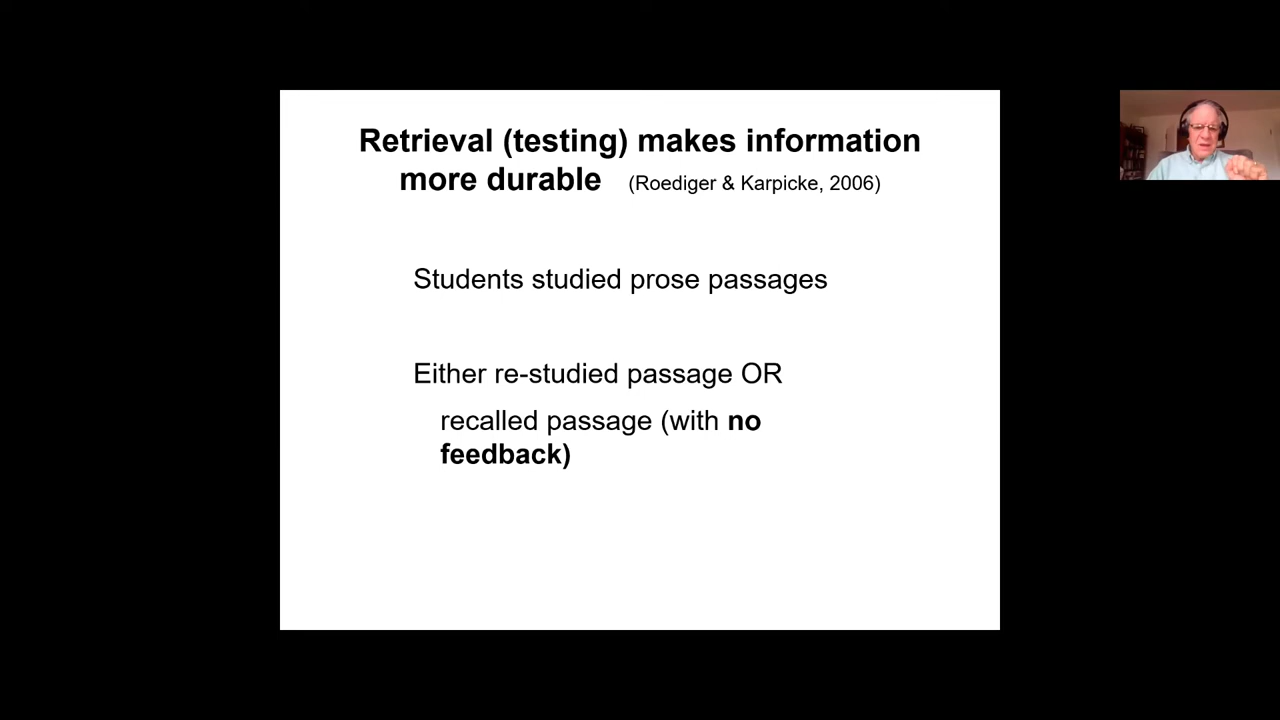 Retrieval (testing) makes information
more durable (Roediger & Karpicke, 2006)
Students studied prose passages
Either re-studied passage OR
recalled passage (with no
feedback)